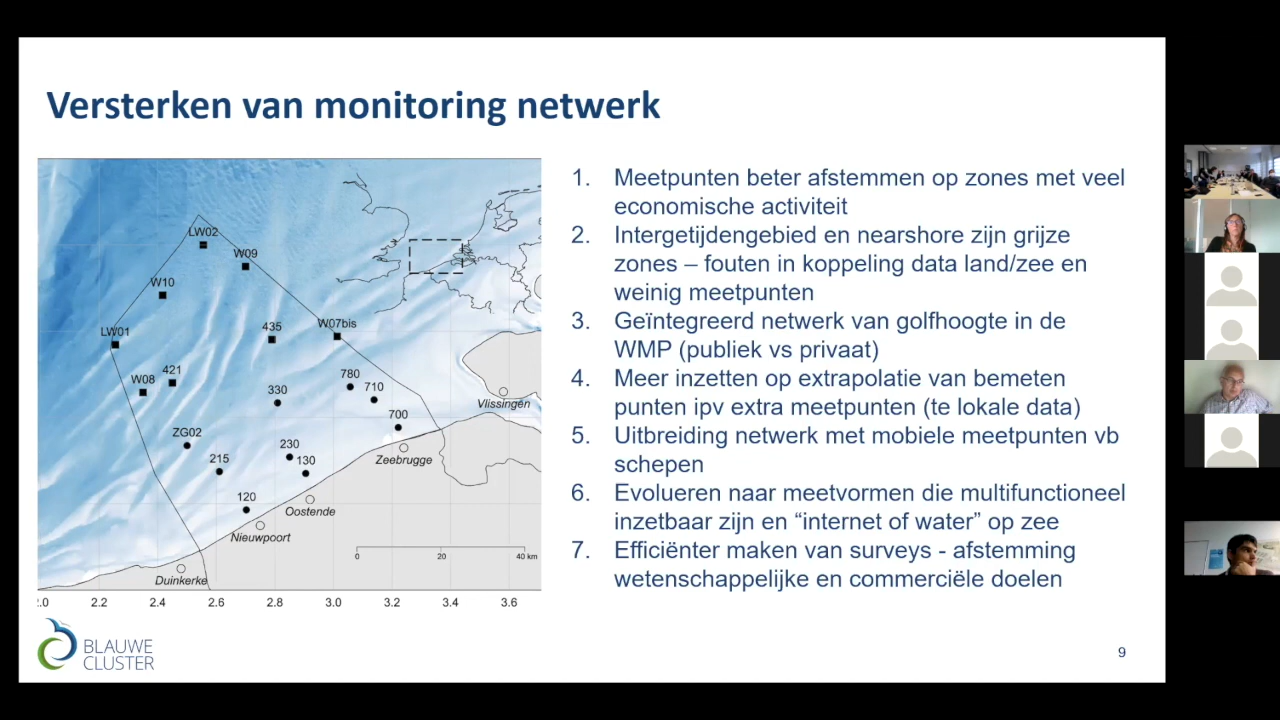 Versterken van monitoring netwerk
LW02
W09
W10
LW01
435
W07bis
W08
421
780
710
330
Vlissingen
700
ZG02
230
Zeebrugge
215
130
120
Oostende
Nieuwpoort
0 20 40 km
Duinkerke
2.0 2.2 2.4 2.6 2.8 3.0 3.2 3.4 3.6
1. Meetpunten beter afstemmen op zones met veel
economische activiteit
2. Intergetijdengebied en nearshore zijn grijze
zones – fouten in koppeling data land/zee en
weinig meetpunten
3. Geïntegreerd netwerk van golfhoogte in de
WMP (publiek vs privaat)
4. Meer inzetten op extrapolatie van bemeten
punten ipv extra meetpunten (te lokale data)
5. Uitbreiding netwerk met mobiele meetpunten vb
schepen
6. Evolueren naar meetvormen die multifunctioneel
inzetbaar zijn en “internet of water” op zee
7. Efficiënter maken van surveys - afstemming
wetenschappelijke en commerciële doelen
BLAUWE
CLUSTER
9